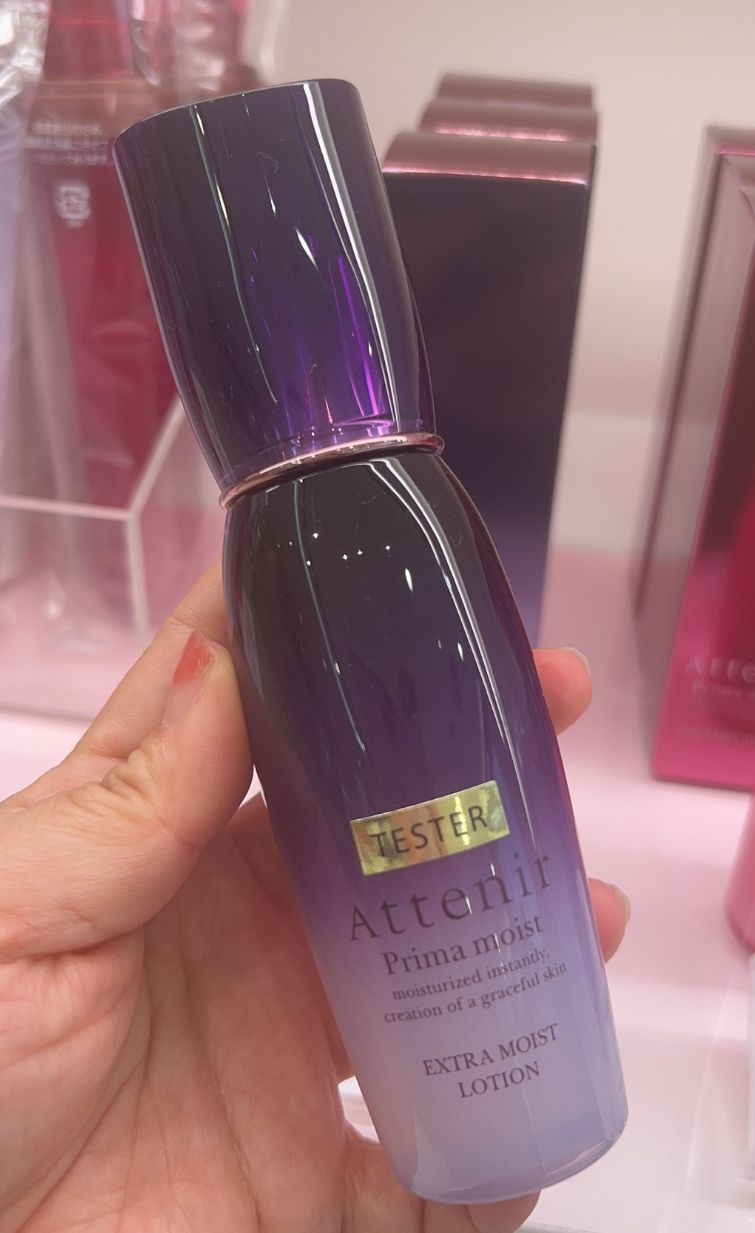 TESTER
Attenir
Prima moist
moisturized instantly,
creation of a graceful skin
EXTRA MOIST
LOTION